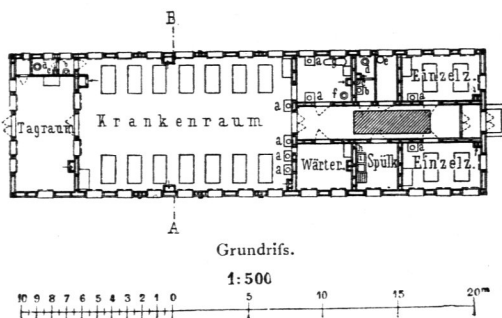 B
a
g
d
e
Einzelz.
a
f
b
a
i
a
Krankenraum
Tagraum
a
a
a
Wärter.
h
Spülk
a
Einzelz.
A
Grundriſs.
1:500
10 9 8 7 6 5 4 3 2 1 0 5 10 15 20m